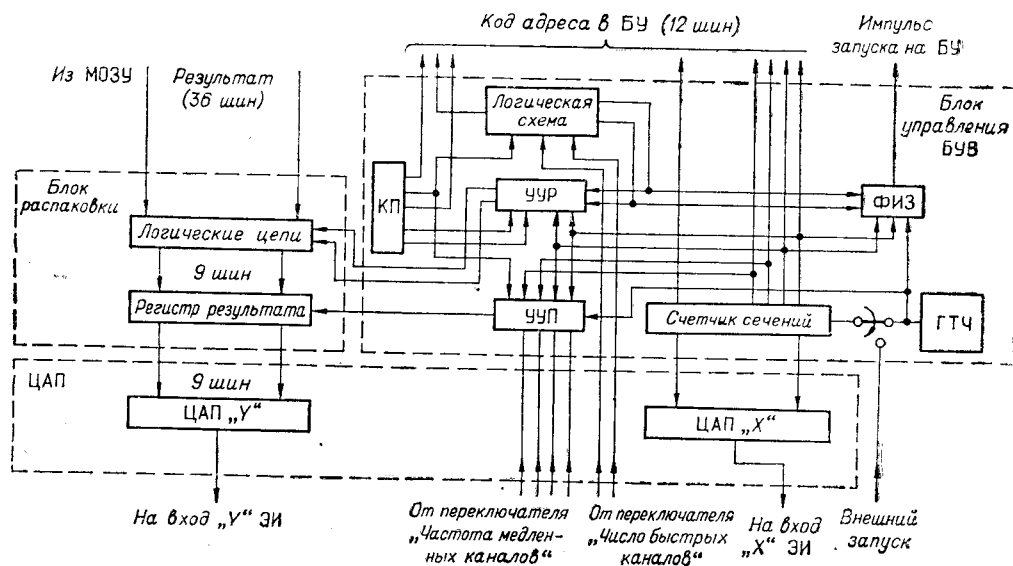 Код адреса в БУ (12 шин)
Импульс
запуска на БУ
Из МОЗУ
Результат
(36 шин)
Логическая
схема
Блок
управления
БУВ
Блок
распаковки
КП
УУР
ФИЗ
Логические цепи
9 шин
Регистр результата
УУП
Счетчик сечений
ГТЧ
ЦАП
9 шин
ЦАП „Y“
ЦАП „X“
На вход „Y“ ЭИ
От переключателя
„Частота медлен-
ных каналов“
От переключателя
„Число быстрых
каналов“
На вход
„X“ ЭИ
Внешний
запуск